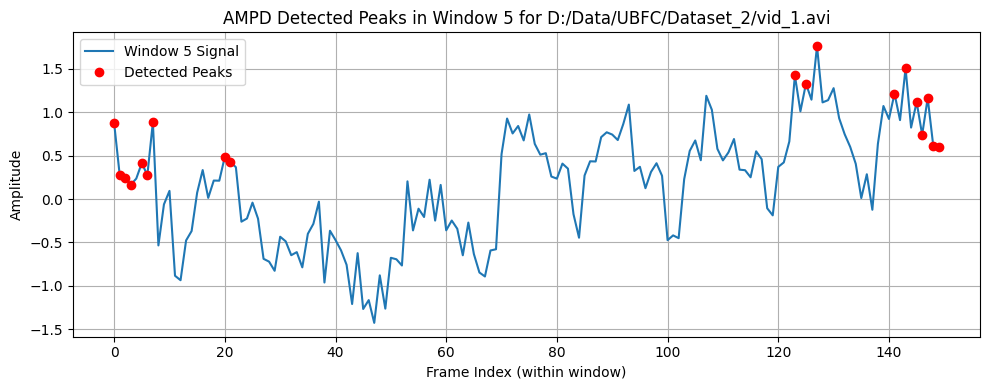 AMPD Detected Peaks in Window 5 for D:/Data/UBFC/Dataset_2/vid_1.avi
Window 5 Signal
Detected Peaks
Amplitude
1.5
1.0
0.5
0.0
−0.5
−1.0
−1.5
0 20 40 60 80 100 120 140
Frame Index (within window)